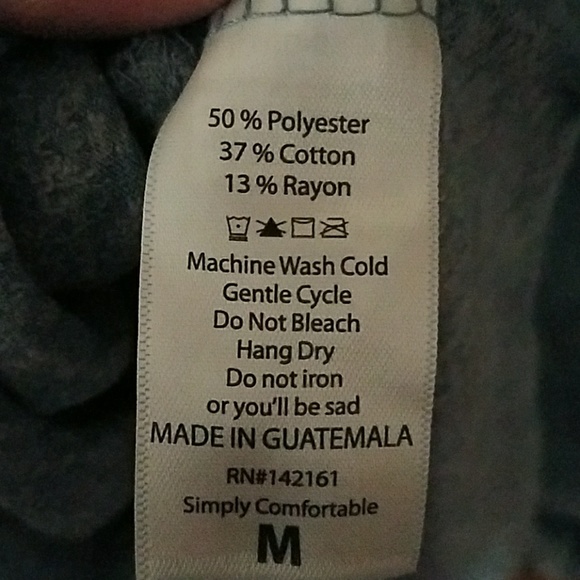 50 % Polyester
37 % Cotton
13 % Rayon
Machine Wash Cold
Gentle Cycle
Do Not Bleach
Hang Dry
Do not iron
or you'll be sad
MADE IN GUATEMALA
RN#142161
Simply Comfortable
M